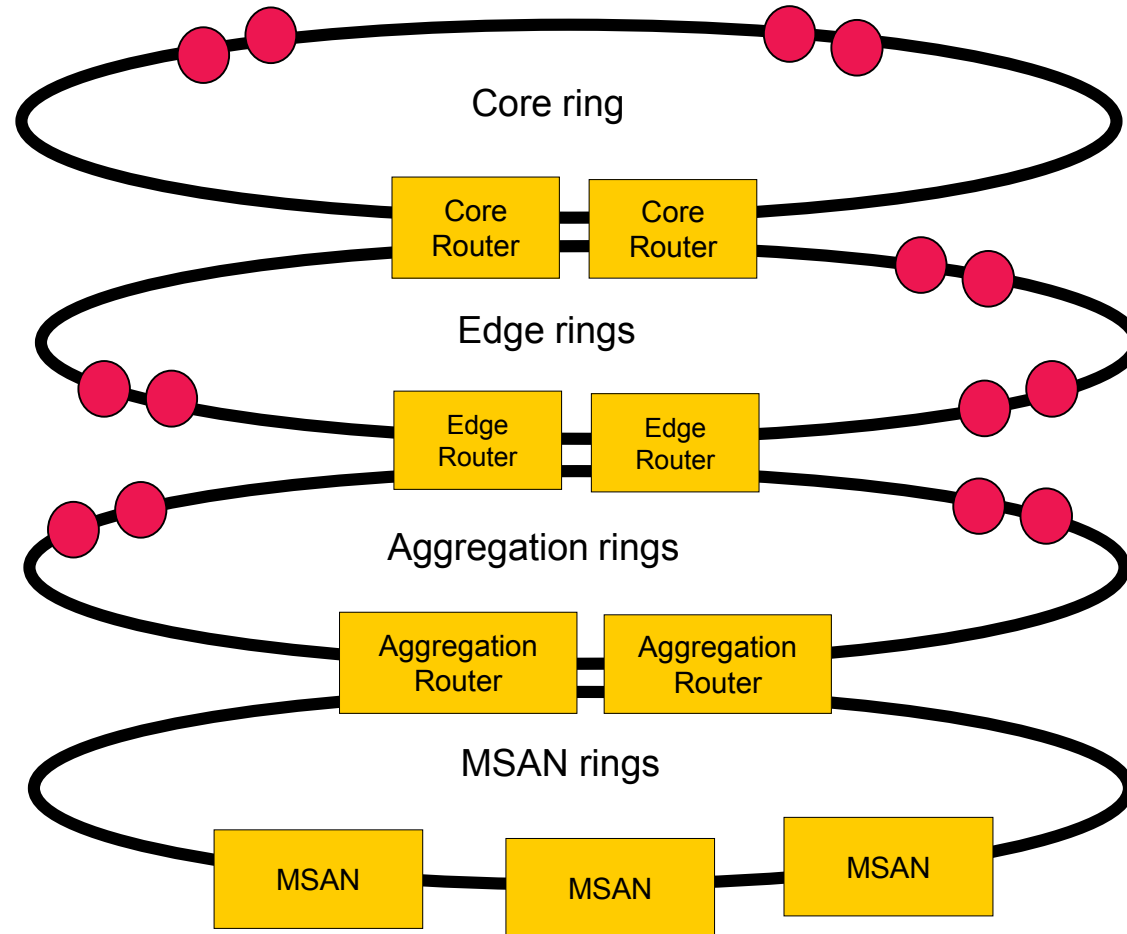 Core ring
Core
Router
Core
Router
Edge rings
Edge
Router
Edge
Router
Aggregation rings
Aggregation
Router
Aggregation
Router
MSAN rings
MSAN
MSAN
MSAN